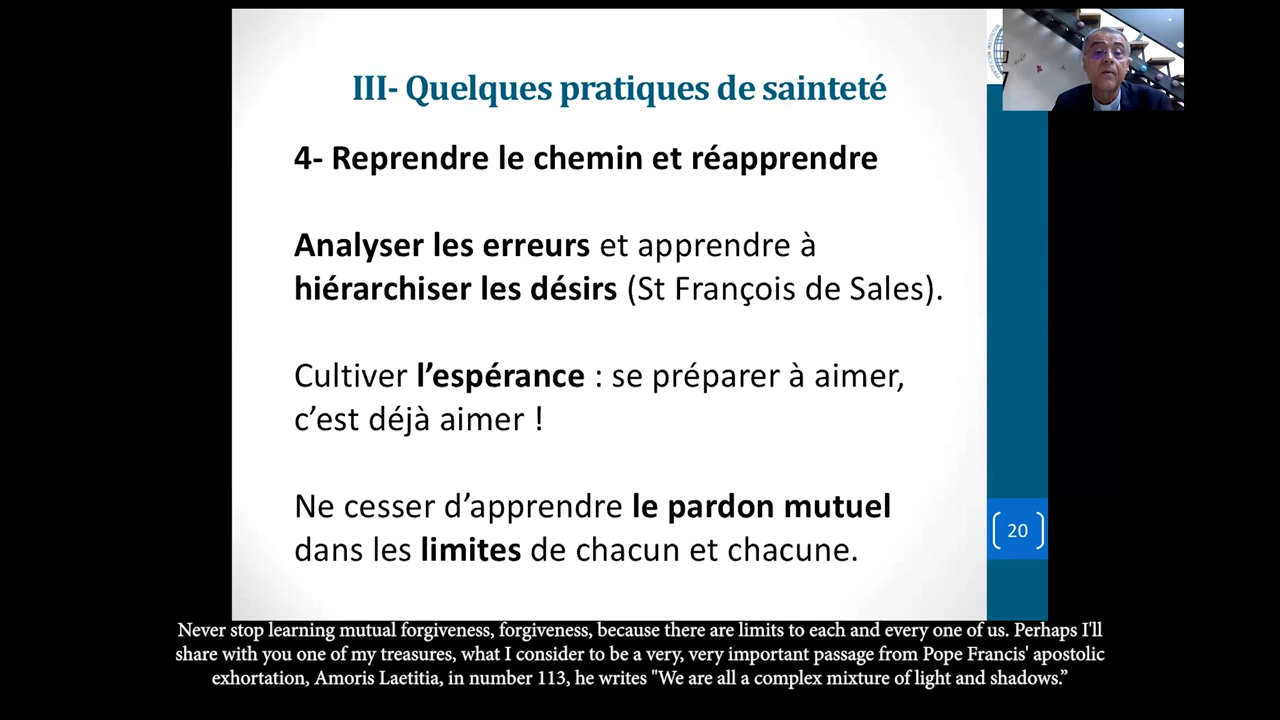 III- Quelques pratiques de sainteté
4- Reprendre le chemin et réapprendre
Analyser les erreurs et apprendre à
hiérarchiser les désirs (St François de Sales).
Cultiver l’espérance : se préparer à aimer,
c’est déjà aimer !
Ne cesser d’apprendre le pardon mutuel
dans les limites de chacun et chacune.
20
Never stop learning mutual forgiveness, forgiveness, because there are limits to each and every one of us. Perhaps I'll
share with you one of my treasures, what I consider to be a very, very important passage from Pope Francis' apostolic
exhortation, Amoris Laetitia, in number 113, he writes "We are all a complex mixture of light and shadows.”